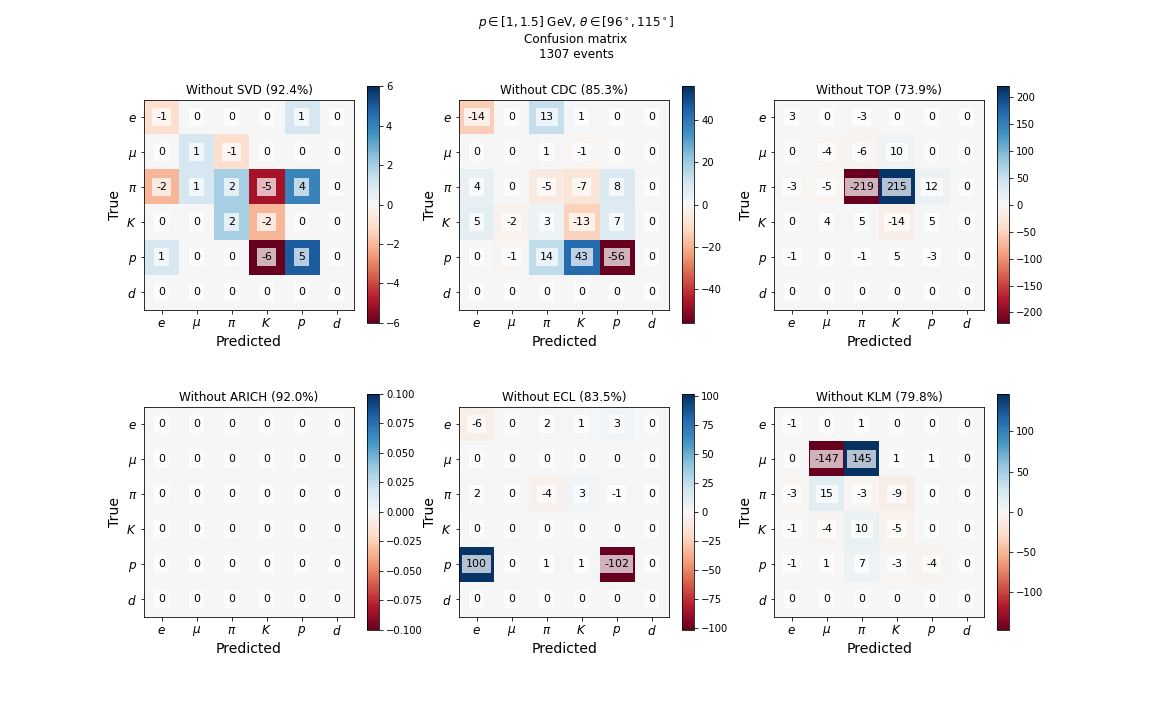 p ∈ [1, 1.5] GeV, θ ∈ [96°, 115°]
Confusion matrix
1307 events
Without SVD (92.4%)
e -1 0 0 0 1 0
μ 0 1 -1 0 0 0
π -2 1 2 -5 4 0
K 0 0 2 -2 0 0
p 1 0 0 -6 5 0
d 0 0 0 0 0 0
e μ π K p d
Predicted
True
6
4
2
0
−2
−4
−6
Without CDC (85.3%)
e -14 0 13 1 0 0
μ 0 0 1 -1 0 0
π 4 0 -5 -7 8 0
K 5 -2 3 -13 7 0
p 0 -1 14 43 -56 0
d 0 0 0 0 0 0
e μ π K p d
Predicted
True
40
20
0
−20
−40
Without TOP (73.9%)
e 3 0 -3 0 0 0
μ 0 -4 -6 10 0 0
π -3 -5 -219 215 12 0
K 0 4 5 -14 5 0
p -1 0 -1 5 -3 0
d 0 0 0 0 0 0
e μ π K p d
Predicted
True
200
150
100
50
0
−50
−100
−150
−200
Without ARICH (92.0%)
e 0 0 0 0 0 0
μ 0 0 0 0 0 0
π 0 0 0 0 0 0
K 0 0 0 0 0 0
p 0 0 0 0 0 0
d 0 0 0 0 0 0
e μ π K p d
Predicted
True
0.100
0.075
0.050
0.025
0.000
−0.025
−0.050
−0.075
−0.100
Without ECL (83.5%)
e -6 0 2 1 3 0
μ 0 0 0 0 0 0
π 2 0 -4 3 -1 0
K 0 0 0 0 0 0
p 100 0 1 1 -102 0
d 0 0 0 0 0 0
e μ π K p d
Predicted
True
100
75
50
25
0
−25
−50
−75
−100
Without KLM (79.8%)
e -1 0 1 0 0 0
μ 0 -147 145 1 1 0
π -3 15 -3 -9 0 0
K -1 -4 10 -5 0 0
p -1 1 7 -3 -4 0
d 0 0 0 0 0 0
e μ π K p d
Predicted
True
100
50
0
−50
−100